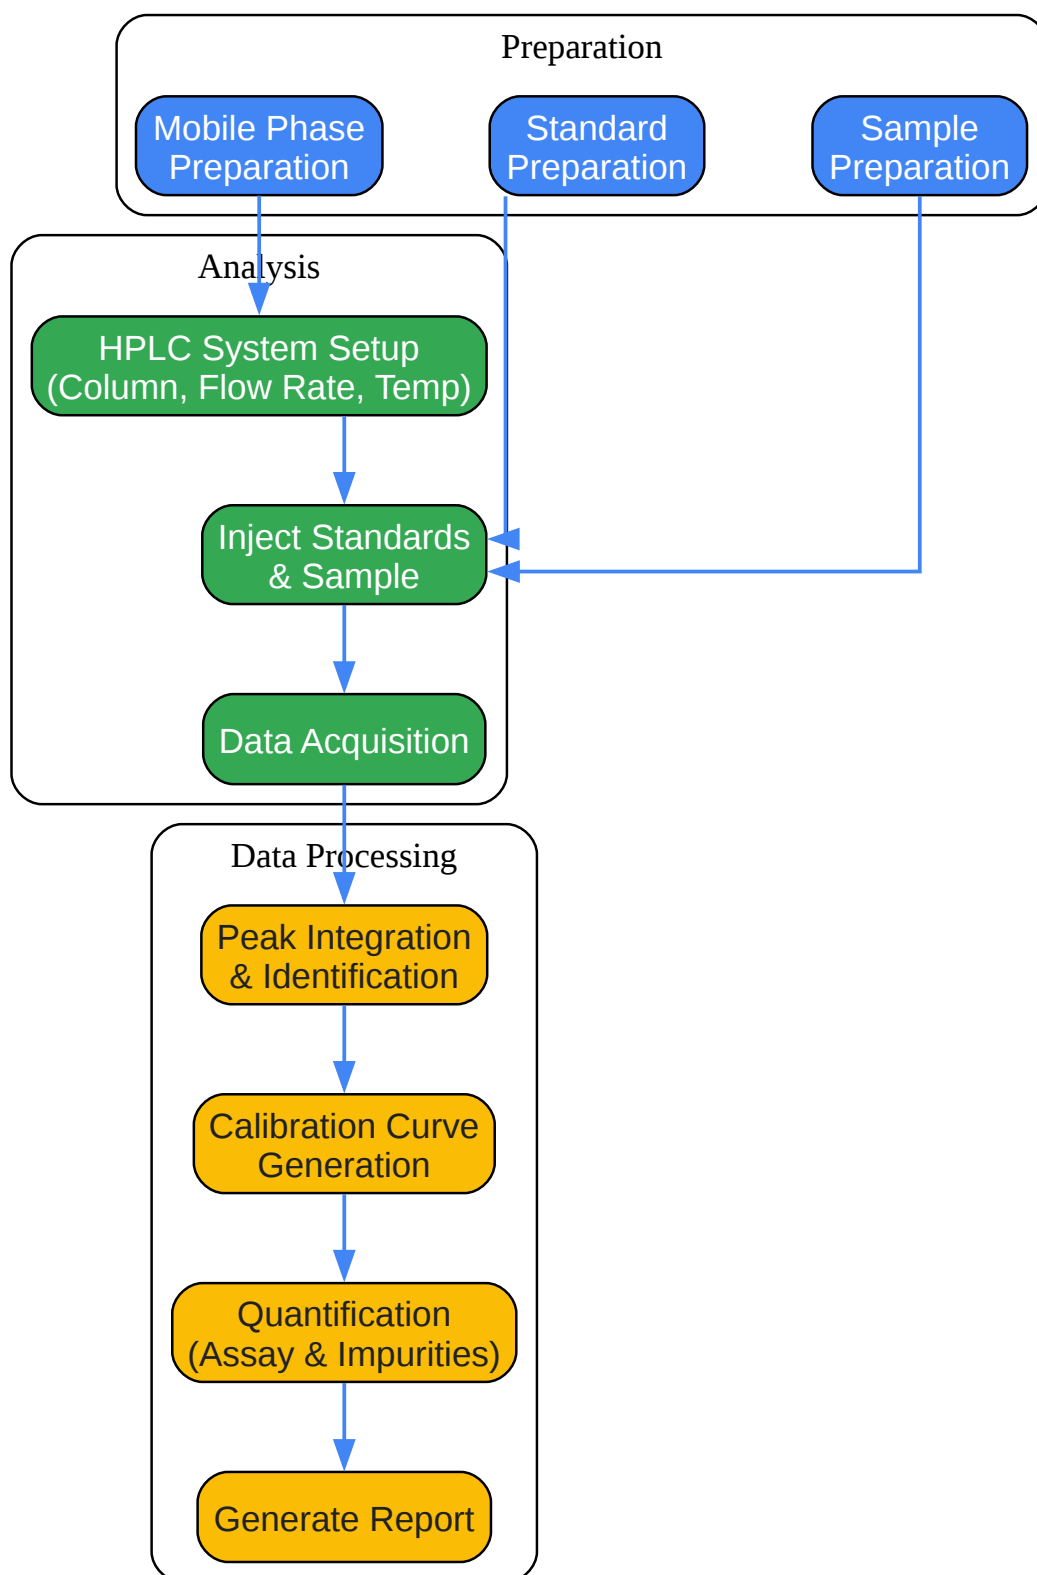 Preparation
Mobile Phase
Preparation
Standard
Preparation
Sample
Preparation
Analysis
HPLC System Setup
(Column, Flow Rate, Temp)
Inject Standards
& Sample
Data Acquisition
Data Processing
Peak Integration
& Identification
Calibration Curve
Generation
Quantification
(Assay & Impurities)
Generate Report